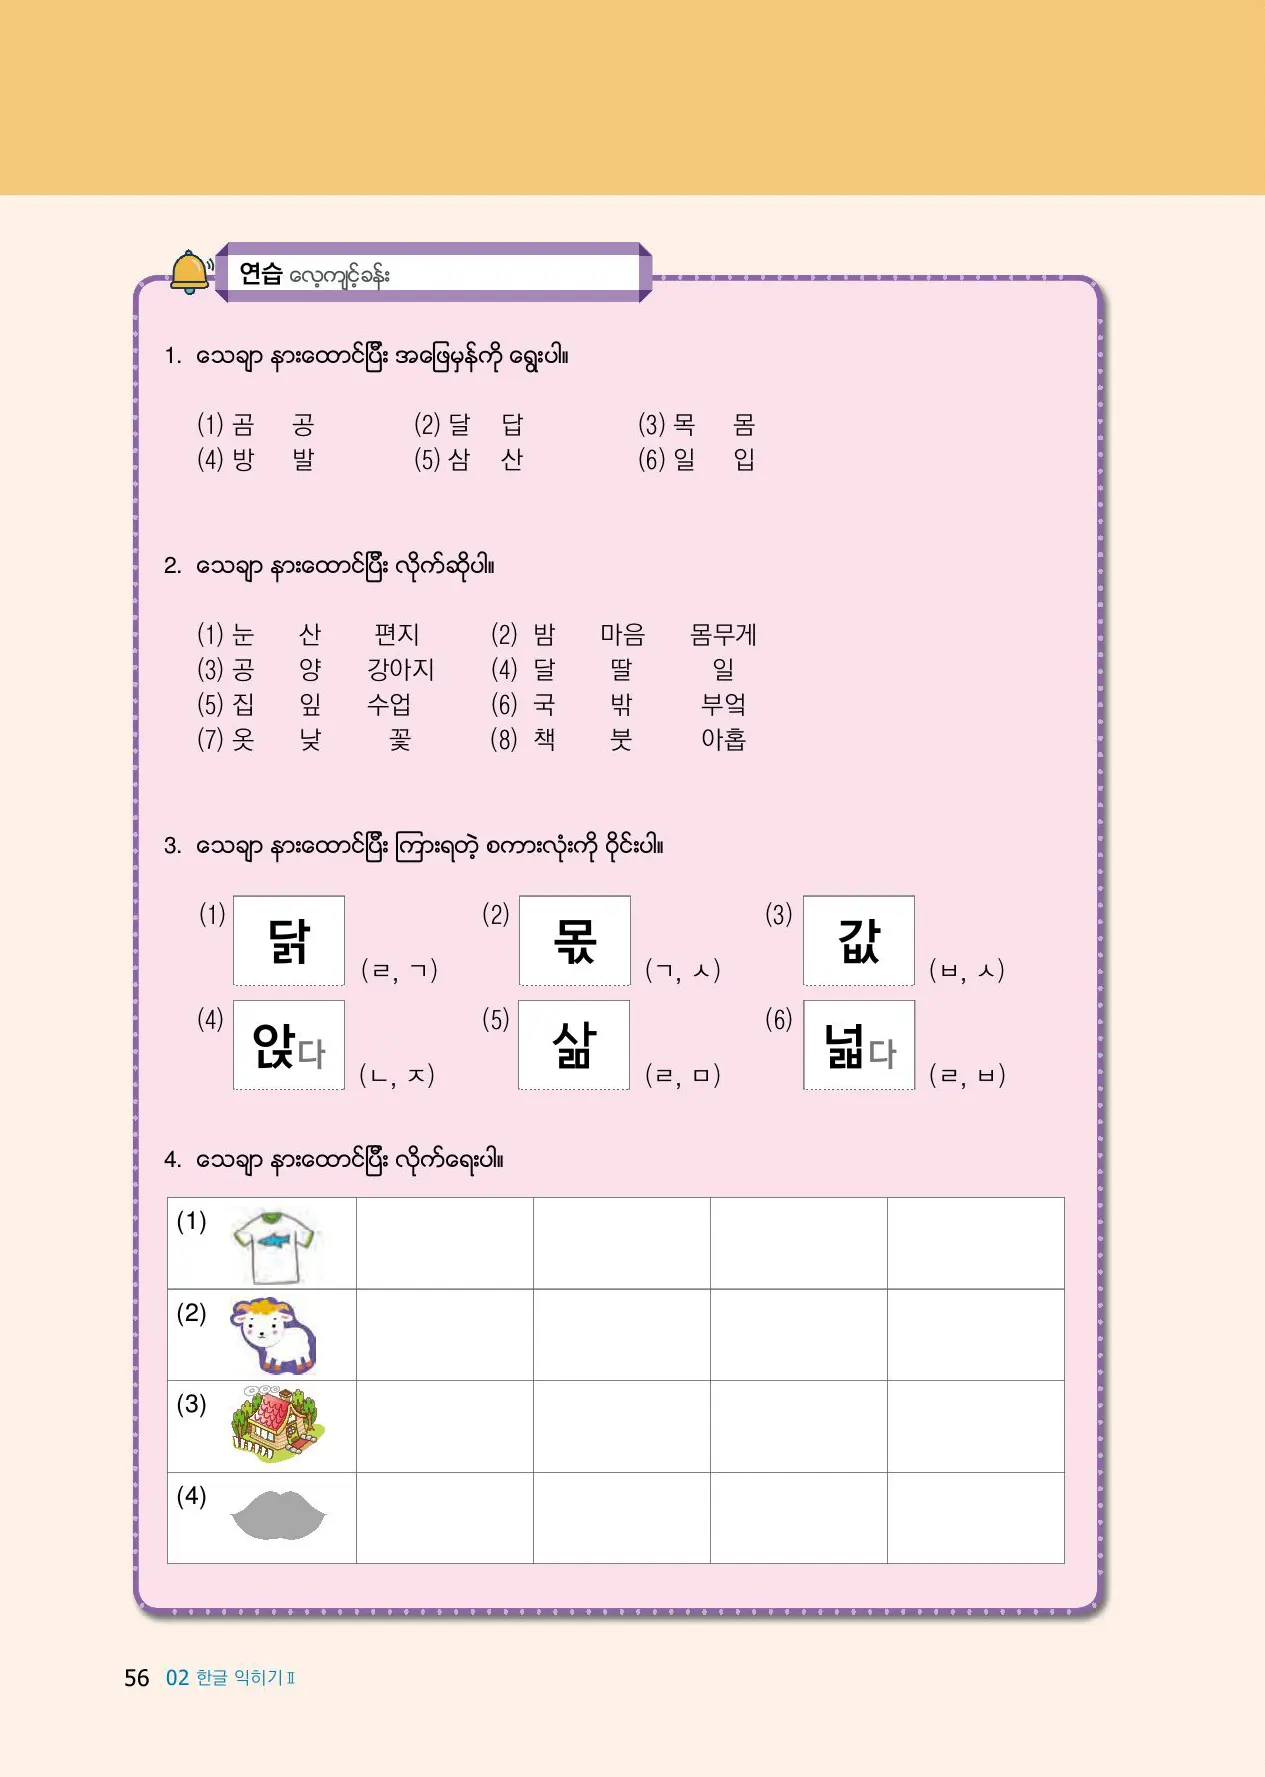 연습 လေ့ကျင့်ခန်း
1. သေချာ နားထောင်ပြီး အဖြေမှန်ကို ရွေးပါ။
(1) 곰 공 (2) 달 답 (3) 목 몸
(4) 방 발 (5) 삼 산 (6) 일 입
2. သေချာ နားထောင်ပြီး လိုက်ဆိုပါ။
(1) 눈 산 편지 (2) 밤 마음 몸무게
(3) 공 양 강아지 (4) 달 딸 일
(5) 집 잎 수업 (6) 국 밖 부엌
(7) 옷 낮 꽃 (8) 책 붓 아홉
3. သေချာ နားထောင်ပြီး ကြားရတဲ့ စကားလုံးကို ဝိုင်းပါ။
(1) 닭 (ㄹ, ㄱ) (2) 몫 (ㄱ, ㅅ) (3) 값 (ㅂ, ㅅ)
(4) 앉다 (ㄴ, ㅈ) (5) 삶 (ㄹ, ㅁ) (6) 넓다 (ㄹ, ㅂ)
4. သေချာ နားထောင်ပြီး လိုက်ရေးပါ။
(1)
(2)
(3)
(4)
56 02 한글 익히기 Ⅱ